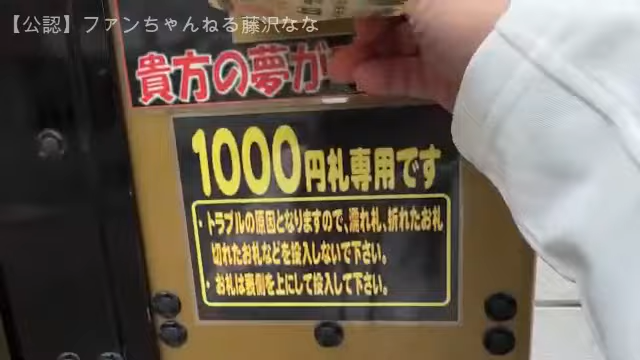 【公認】ファンちゃんねる藤沢なな
貴方の夢が
1000円札専用です
・トラブルの原因となりますので、濡れ札、折れたお札
切れたお札などを投入しないで下さい。
・お札は裏側を上にして投入して下さい。